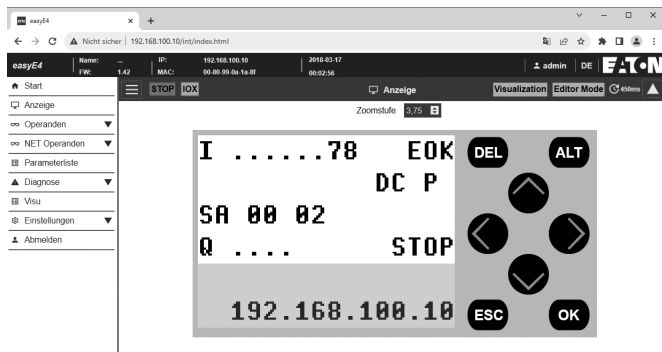 easyE4
Nicht sicher | 192.168.100.10/int/index.html
easyE4
Name: ...
FW: 1.42
IP: 192.168.100.10
MAC: 00-80-99-0a-1a-8f
2018-03-17
00:02:56
admin
DE
EATON
Start
Anzeige
Operanden
NET Operanden
Parameterliste
Diagnose
Visu
Einstellungen
Abmelden
STOP IOX
Anzeige
Visualization Editor Mode 450ms
Zoomstufe 3,75
I ......78 EOK
DC P
SA 00 02
Q .... STOP
192.168.100.10
DEL ALT
ESC OK